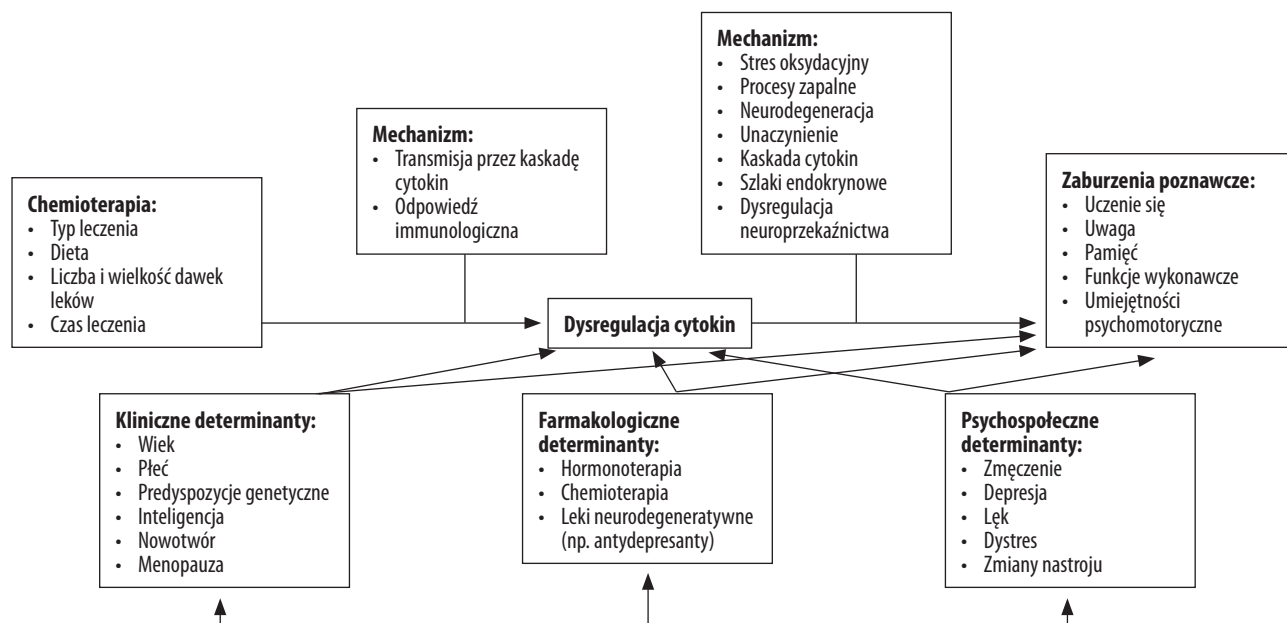 Mechanizm:
• Stres oksydacyjny
• Procesy zapalne
• Neurodegeneracja
• Unaczynienie
• Kaskada cytokin
• Szlaki endokrynowe
• Dysregulacja
neuroprzekaźnictwa
Mechanizm:
• Transmisja przez kaskadę
cytokin
• Odpowiedź
immunologiczna
Chemioterapia:
• Typ leczenia
• Dieta
• Liczba i wielkość dawek
leków
• Czas leczenia
Dysregulacja cytokin
Zaburzenia poznawcze:
• Uczenie się
• Uwaga
• Pamięć
• Funkcje wykonawcze
• Umiejętności
psychomotoryczne
Kliniczne determinanty:
• Wiek
• Płeć
• Predyspozycje genetyczne
• Inteligencja
• Nowotwór
• Menopauza
Farmakologiczne
determinanty:
• Hormonoterapia
• Chemioterapia
• Leki neurodegeneratywne
(np. antydepresanty)
Psychospołeczne
determinanty:
• Zmęczenie
• Depresja
• Lęk
• Dystres
• Zmiany nastroju